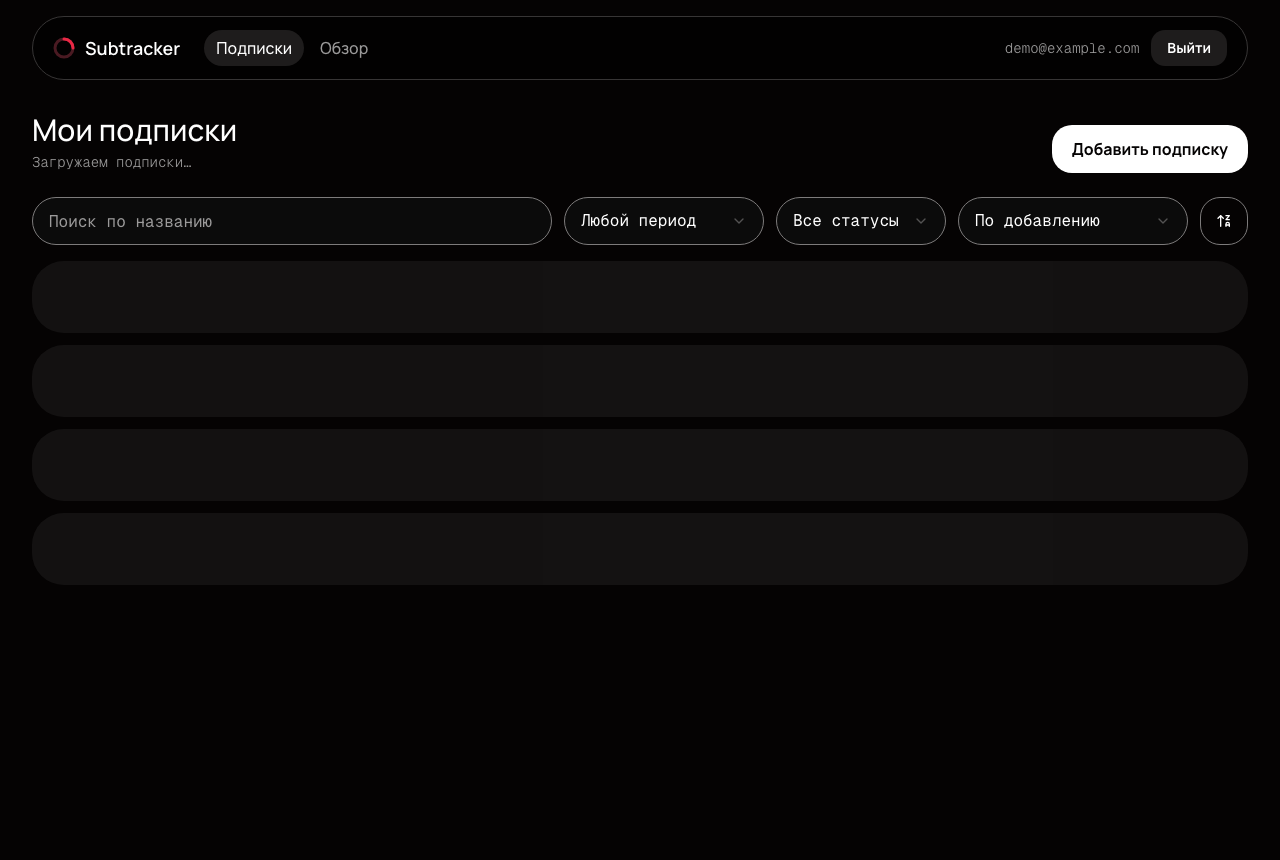 Subtracker Подписки Обзор demo@example.com Выйти
Мои подписки
Загружаем подписки…
Добавить подписку
Поиск по названию Любой период Все статусы По добавлению